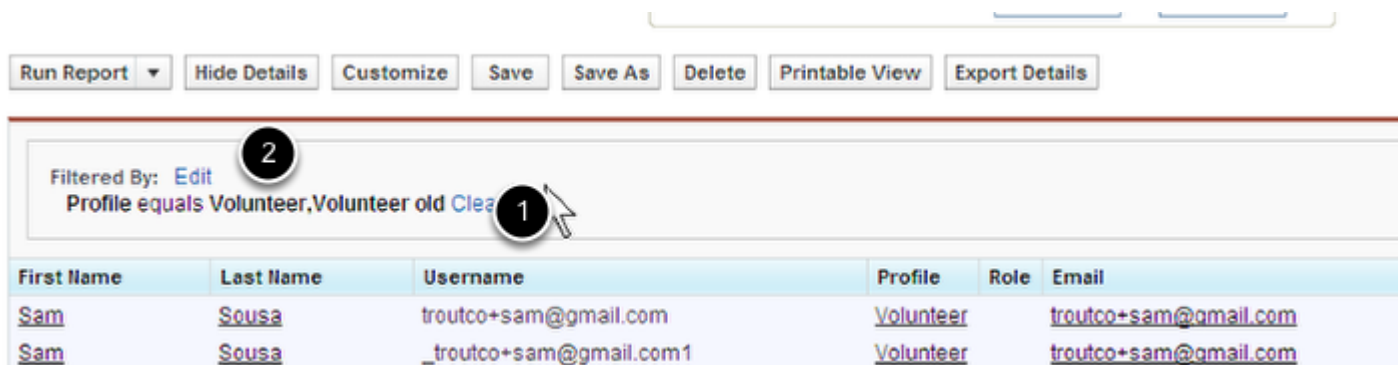 Run Report Hide Details Customize Save Save As Delete Printable View Export Details
2
Filtered By: Edit
Profile equals Volunteer,Volunteer old Clea
1
First Name Last Name Username Profile Role Email
Sam Sousa troutco+sam@gmail.com Volunteer troutco+sam@gmail.com
Sam Sousa _troutco+sam@gmail.com1 Volunteer troutco+sam@gmail.com